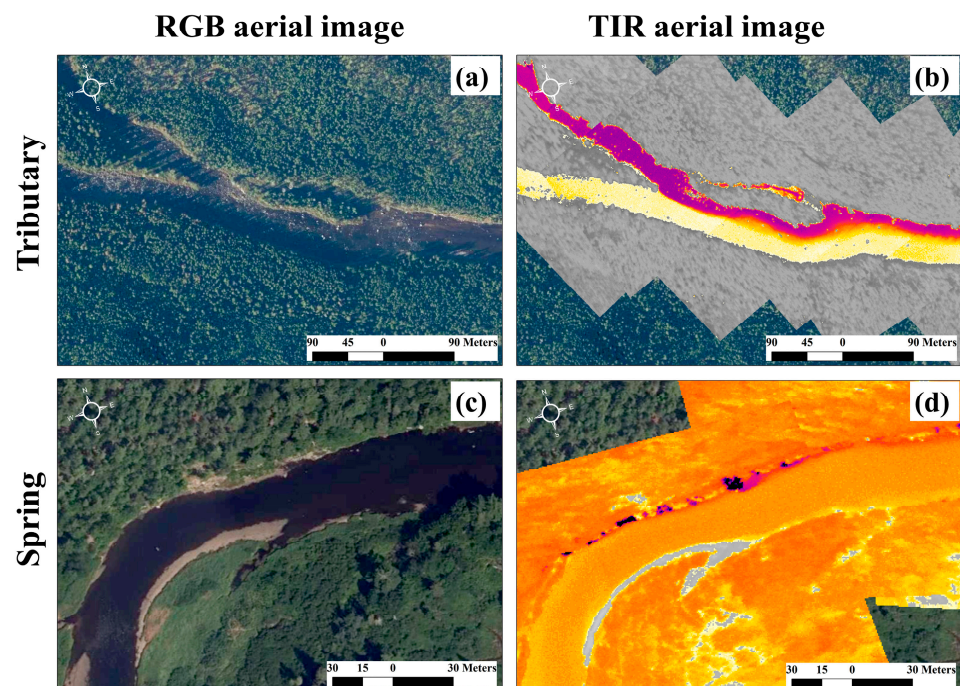 RGB aerial image
TIR aerial image
Tributary
(a)
N
E
W
S
90 45 0 90 Meters
(b)
N
E
W
S
90 45 0 90 Meters
Spring
(c)
N
E
W
S
30 15 0 30 Meters
(d)
N
E
W
S
30 15 0 30 Meters